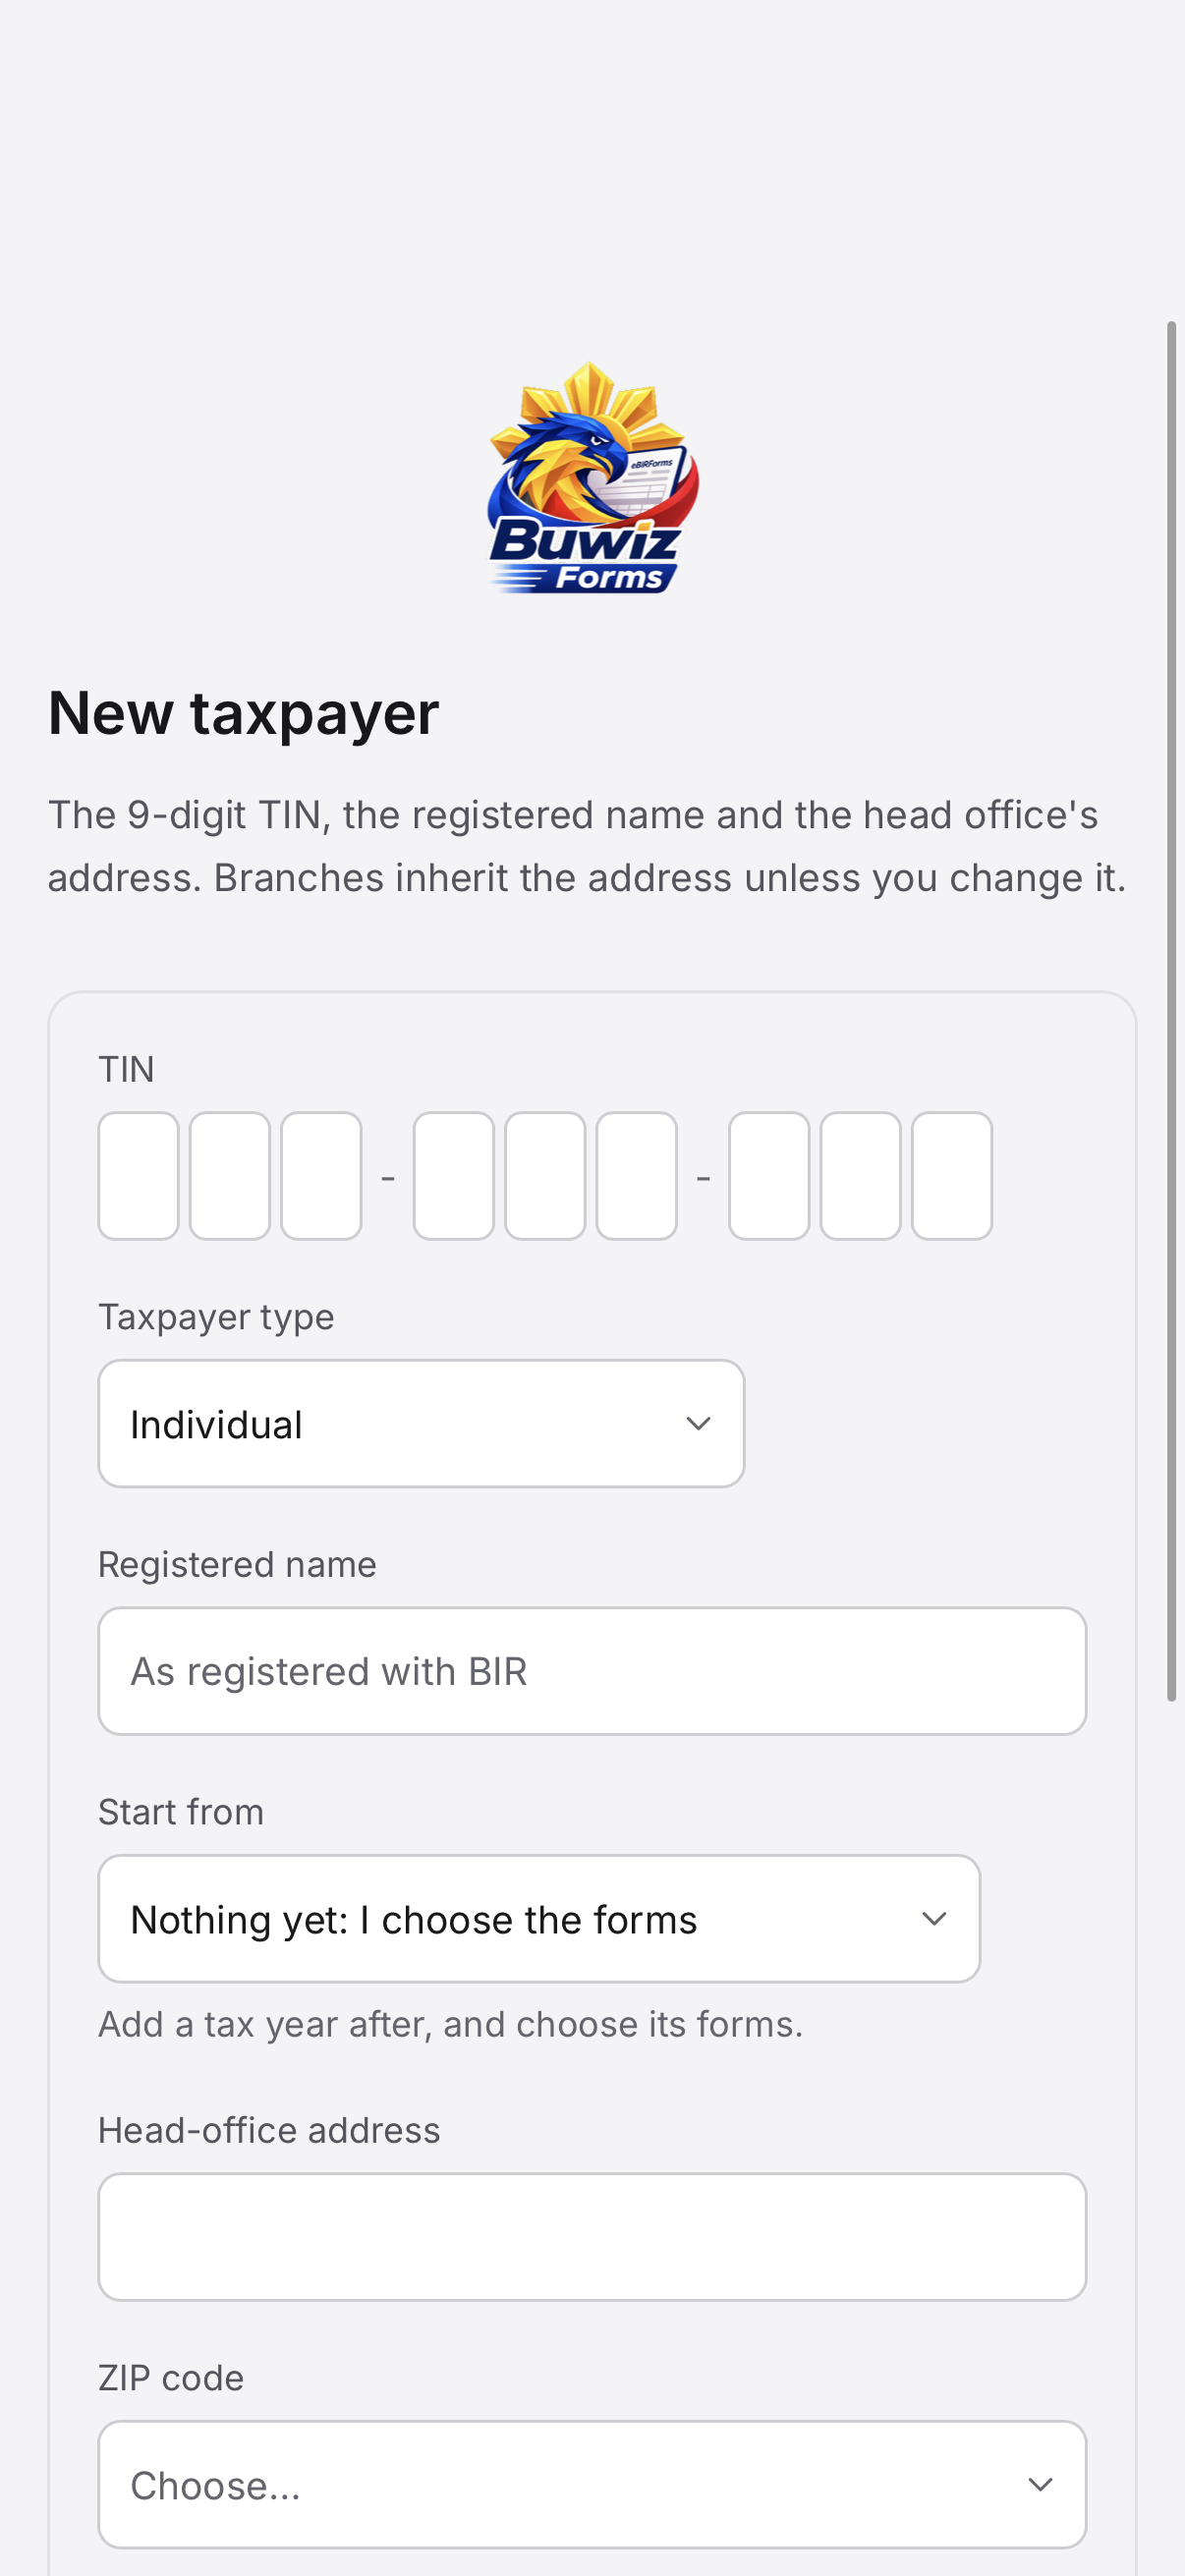 eBIRForms
Buwiz
Forms
New taxpayer
The 9-digit TIN, the registered name and the head office's
address. Branches inherit the address unless you change it.
TIN
- -
Taxpayer type
Individual
Registered name
As registered with BIR
Start from
Nothing yet: I choose the forms
Add a tax year after, and choose its forms.
Head-office address
ZIP code
Choose...